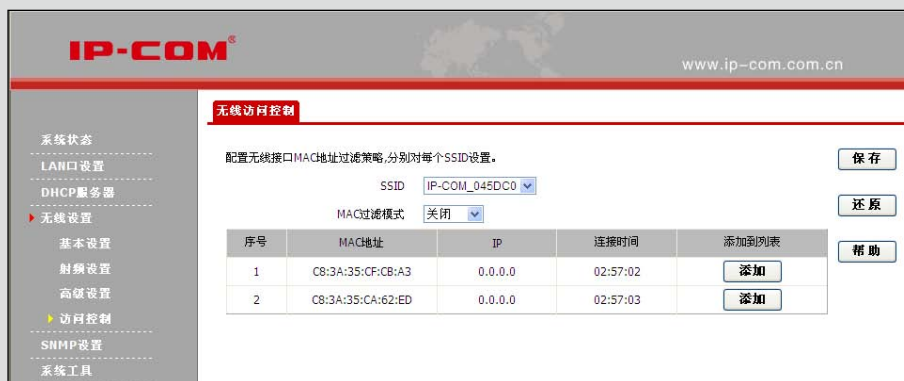 IP-COM®
www.ip-com.com.cn
系统状态
LAN口设置
DHCP服务器
无线设置
基本设置
射频设置
高级设置
访问控制
SNMP设置
系统工具
无线访问控制
配置无线接口MAC地址过滤策略,分别对每个SSID设置。
SSID IP-COM_045DC0
MAC过滤模式 关闭
序号 MAC地址 IP 连接时间 添加到列表
1 C8:3A:35:CF:CB:A3 0.0.0.0 02:57:02 添加
2 C8:3A:35:CA:62:ED 0.0.0.0 02:57:03 添加
保存
还原
帮助